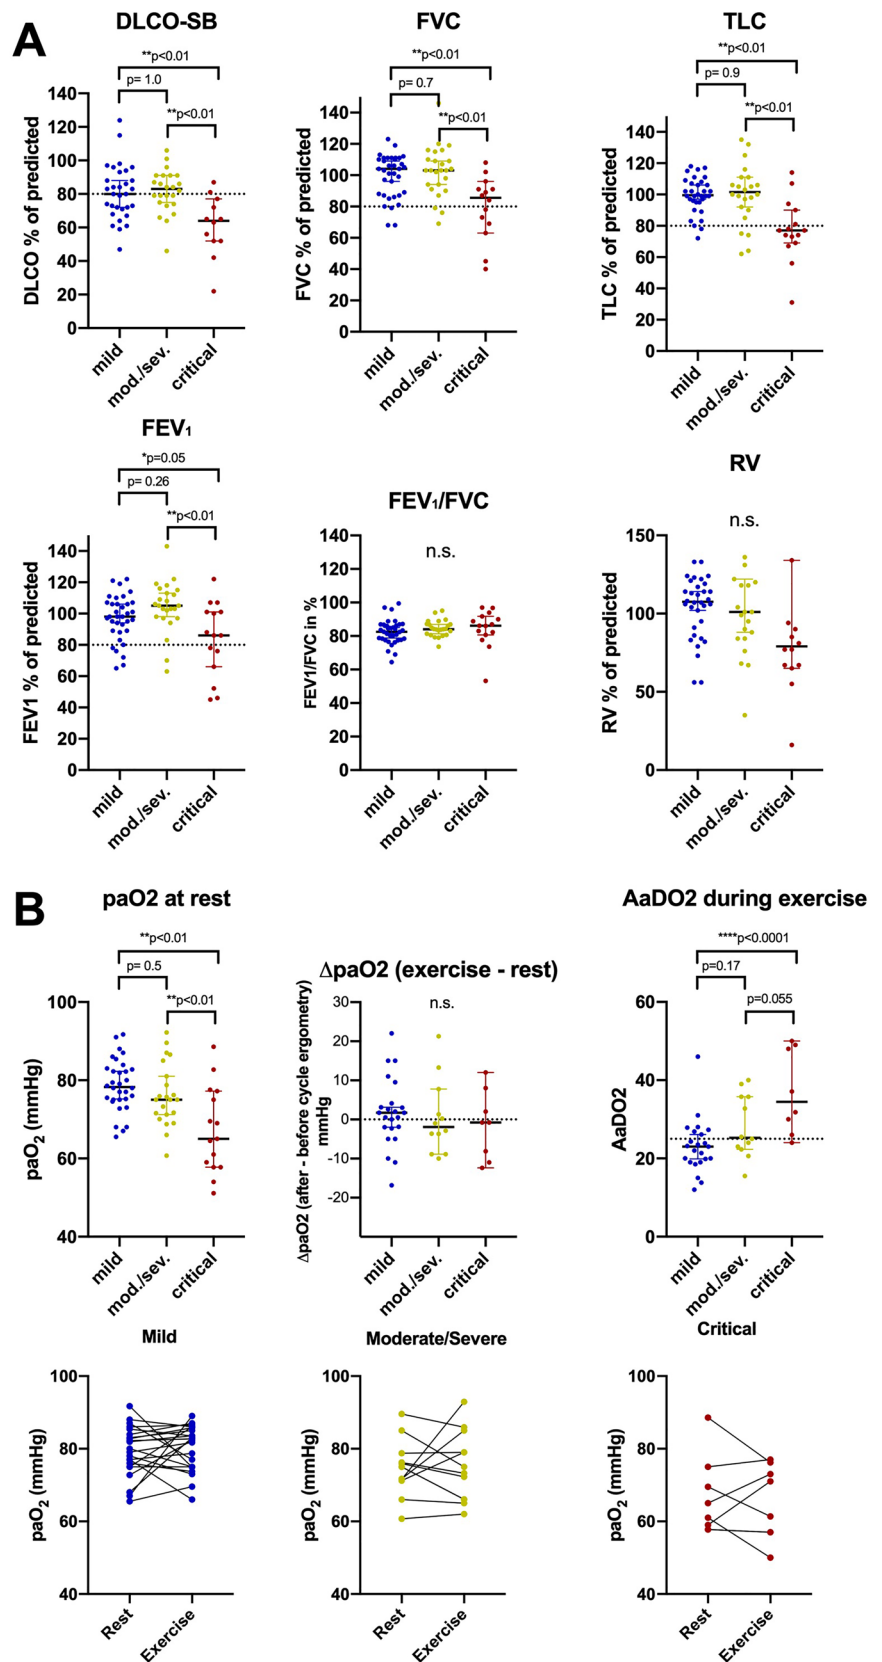 A
DLCO-SB
**p<0.01
p= 1.0
**p<0.01
DLCO % of predicted
140
120
100
80
60
40
20
0
mild
mod./sev.
critical
FVC
**p<0.01
p= 0.7
**p<0.01
FVC % of predicted
140
120
100
80
60
40
20
0
mild
mod./sev.
critical
TLC
**p<0.01
p= 0.9
**p<0.01
TLC % of predicted
140
120
100
80
60
40
20
0
mild
mod./sev.
critical
FEV1
*p=0.05
p= 0.26
**p<0.01
FEV1 % of predicted
140
120
100
80
60
40
20
0
mild
mod./sev.
critical
FEV1/FVC
n.s.
FEV1/FVC in %
140
120
100
80
60
40
20
0
mild
mod./sev.
critical
RV
n.s.
RV % of predicted
150
100
50
0
mild
mod./sev.
critical
B
paO2 at rest
**p<0.01
p= 0.5
**p<0.01
paO2 (mmHg)
100
80
60
40
mild
mod./sev.
critical
ΔpaO2 (exercise - rest)
n.s.
ΔpaO2 (after - before cycle ergometry)
mmHg
30
20
10
0
-10
-20
mild
mod./sev.
critical
AaDO2 during exercise
****p<0.0001
p=0.17
p=0.055
AaDO2
60
40
20
0
mild
mod./sev.
critical
Mild
paO2 (mmHg)
100
80
60
40
Rest
Exercise
Moderate/Severe
paO2 (mmHg)
100
80
60
40
Rest
Exercise
Critical
paO2 (mmHg)
100
80
60
40
Rest
Exercise